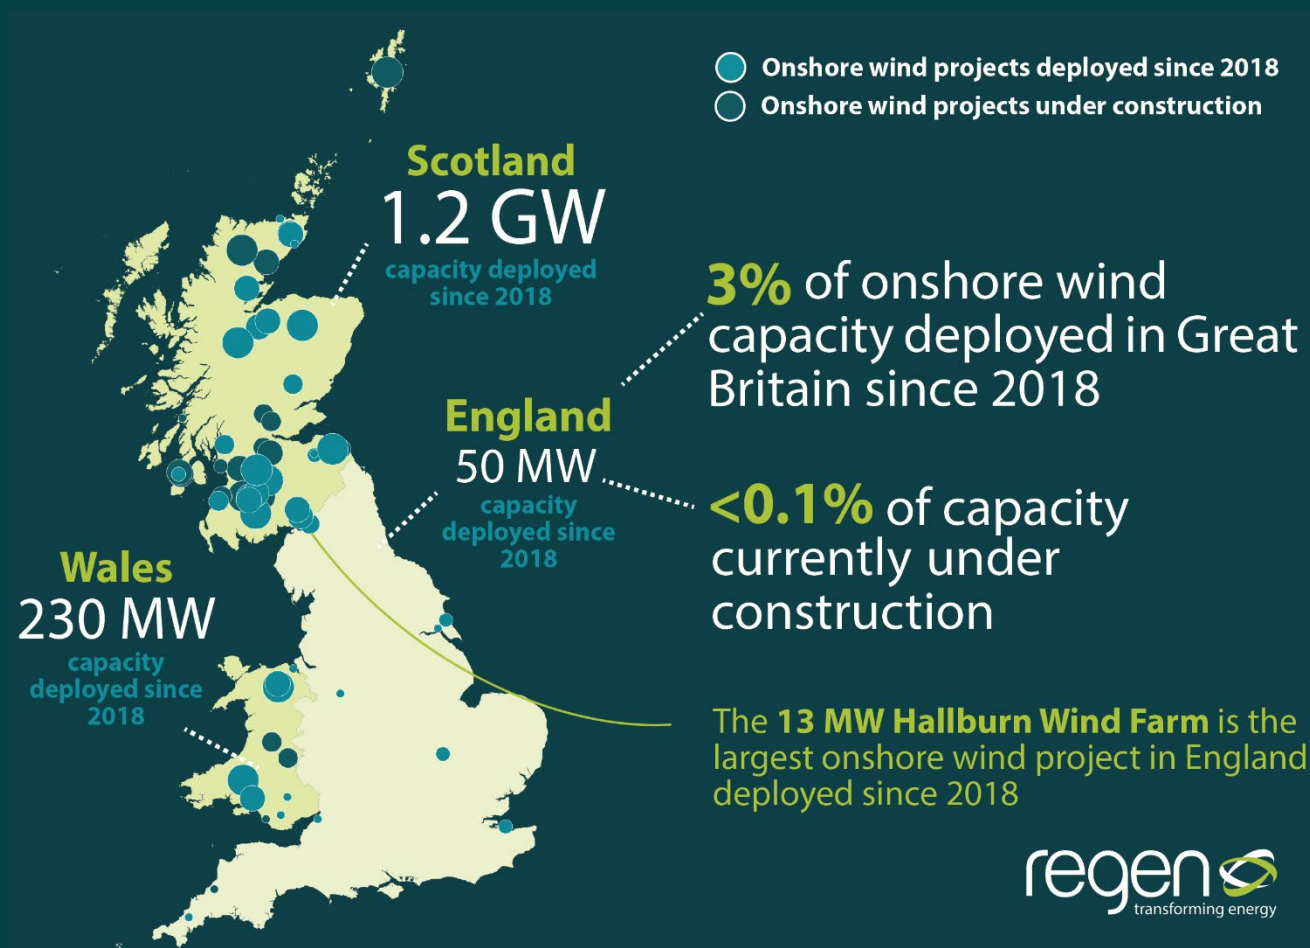 Onshore wind projects deployed since 2018
Onshore wind projects under construction
Scotland
1.2 GW
capacity deployed
since 2018
3% of onshore wind
capacity deployed in Great
Britain since 2018
England
50 MW
capacity
deployed since
2018
<0.1% of capacity
currently under
construction
Wales
230 MW
capacity
deployed since
2018
The 13 MW Hallburn Wind Farm is the
largest onshore wind project in England
deployed since 2018
regen
transforming energy